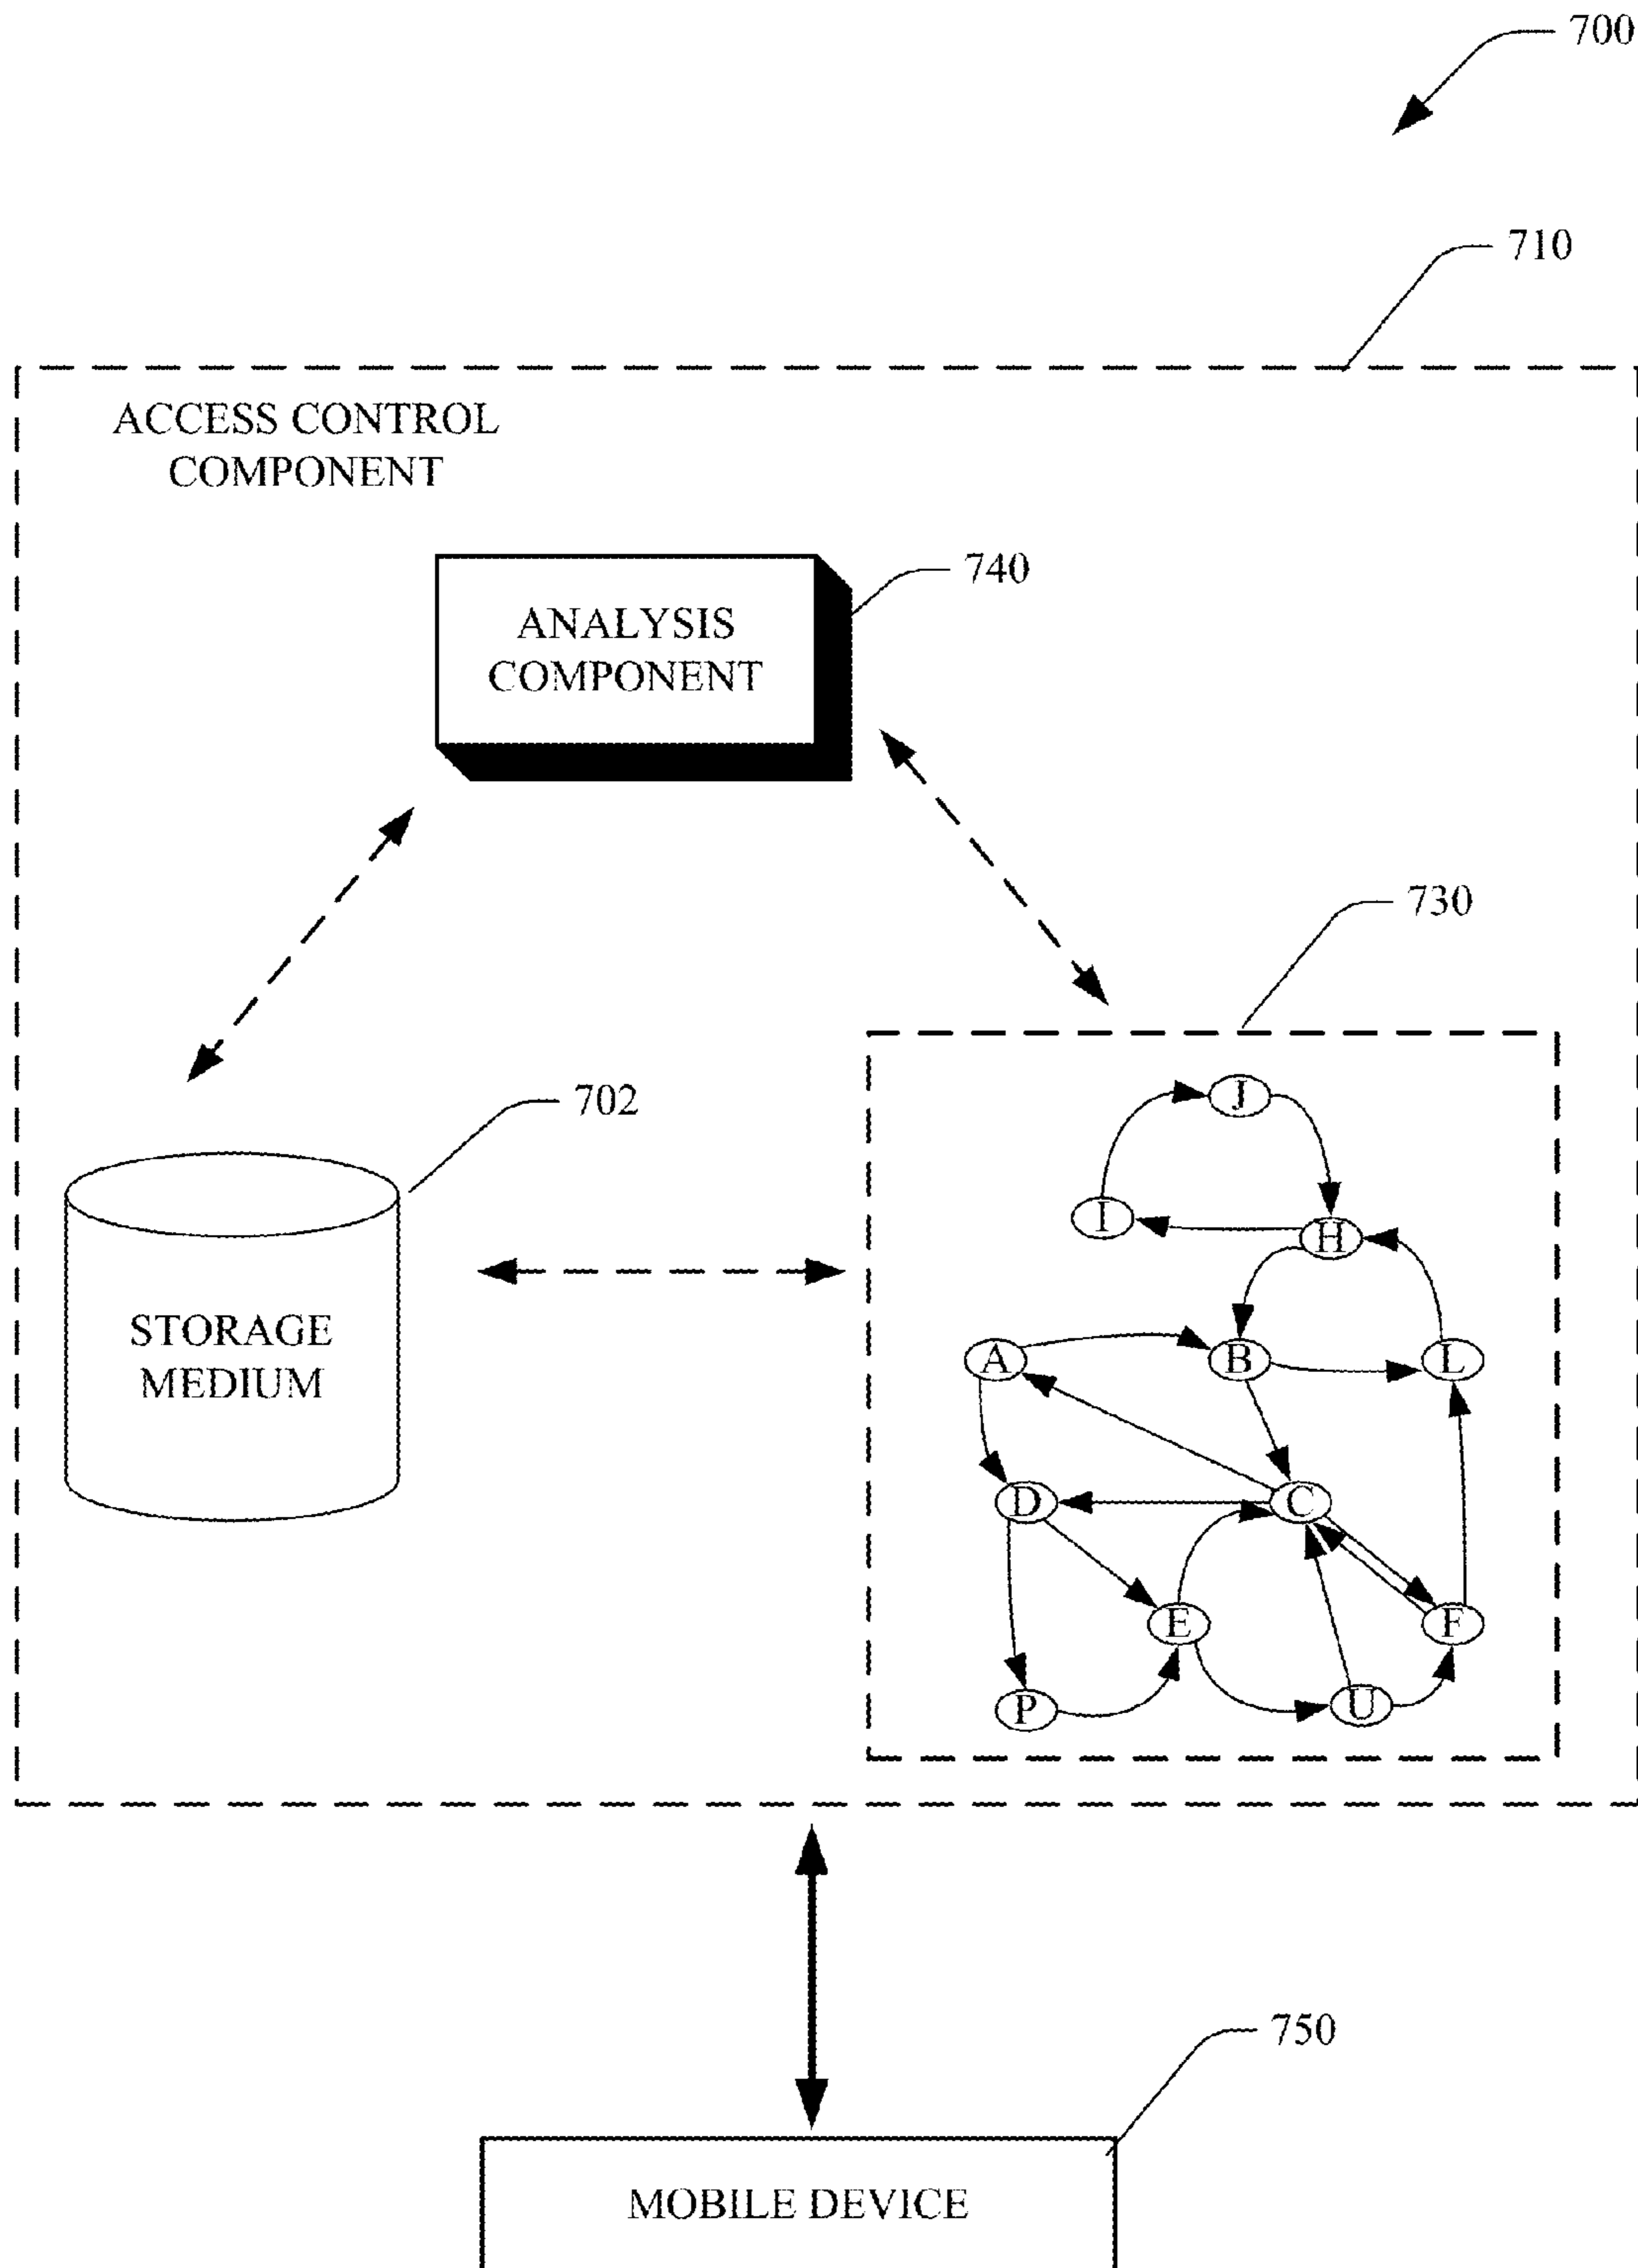 700
710
ACCESS CONTROL
COMPONENT
740
ANALYSIS
COMPONENT
730
702
J
I
H
STORAGE
MEDIUM
A
B
L
D
C
E
F
P
U
750
MOBILE DEVICE